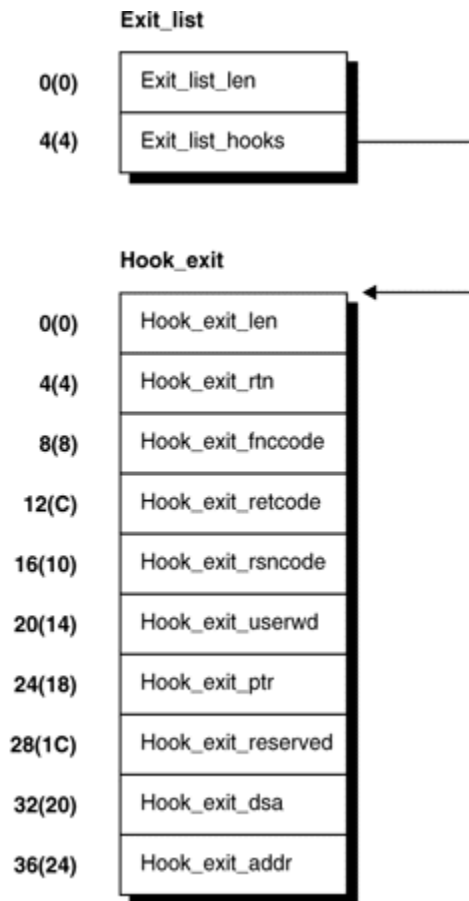 Exit_list
0(0) Exit_list_len
4(4) Exit_list_hooks
Hook_exit
0(0) Hook_exit_len
4(4) Hook_exit_rtn
8(8) Hook_exit_fnccode
12(C) Hook_exit_retcode
16(10) Hook_exit_rsncode
20(14) Hook_exit_userwd
24(18) Hook_exit_ptr
28(1C) Hook_exit_reserved
32(20) Hook_exit_dsa
36(24) Hook_exit_addr